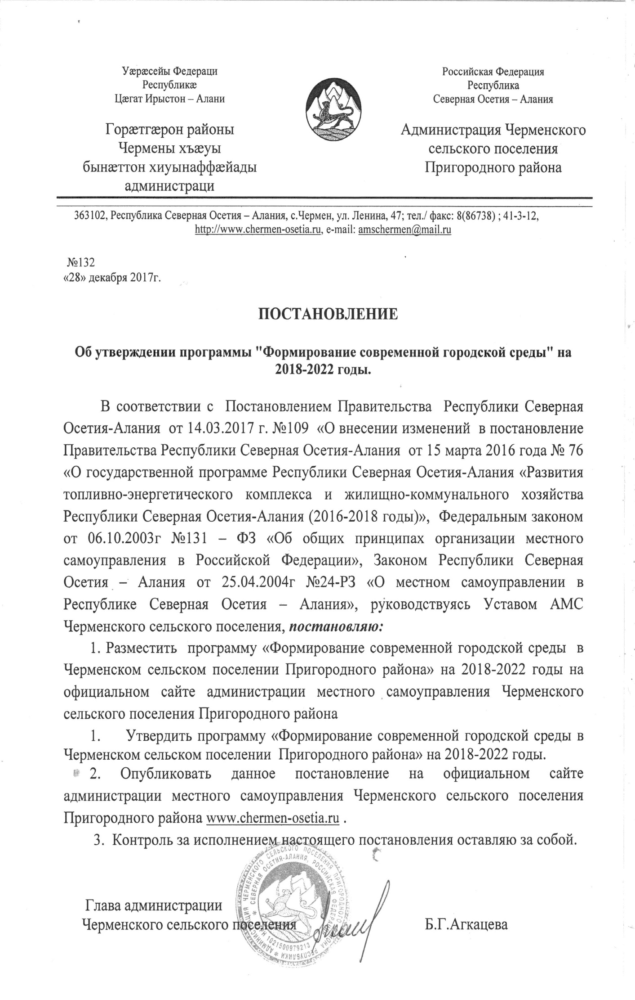 Уӕрӕсейы Федераци
Республикӕ
Цӕгат Ирыстон – Алани
Горӕтгӕрон районы
Чермены хъӕуы
бынӕттон хиуынаффӕйады
администраци
Российская Федерация
Республика
Северная Осетия – Алания
Администрация Черменского
сельского поселения
Пригородного района
363102, Республика Северная Осетия – Алания, с.Чермен, ул. Ленина, 47; тел./ факс: 8(86738) ; 41-3-12,
http://www.chermen-osetia.ru, e-mail: amschermen@mail.ru
№132
«28» декабря 2017г.
ПОСТАНОВЛЕНИЕ
Об утверждении программы "Формирование современной городской среды" на
2018-2022 годы.
В соответствии с Постановлением Правительства Республики Северная
Осетия-Алания от 14.03.2017 г. №109 «О внесении изменений в постановление
Правительства Республики Северная Осетия-Алания от 15 марта 2016 года № 76
«О государственной программе Республики Северная Осетия-Алания «Развития
топливно-энергетического комплекса и жилищно-коммунального хозяйства
Республики Северная Осетия-Алания (2016-2018 годы)», Федеральным законом
от 06.10.2003г №131 – ФЗ «Об общих принципах организации местного
самоуправления в Российской Федерации», Законом Республики Северная
Осетия – Алания от 25.04.2004г №24-РЗ «О местном самоуправлении в
Республике Северная Осетия – Алания», руководствуясь Уставом АМС
Черменского сельского поселения, постановляю:
1. Разместить программу «Формирование современной городской среды в
Черменском сельском поселении Пригородного района» на 2018-2022 годы на
официальном сайте администрации местного самоуправления Черменского
сельского поселения Пригородного района
1. Утвердить программу «Формирование современной городской среды в
Черменском сельском поселении Пригородного района» на 2018-2022 годы.
2. Опубликовать данное постановление на официальном сайте
администрации местного самоуправления Черменского сельского поселения
Пригородного района www.chermen-osetia.ru .
3. Контроль за исполнением настоящего постановления оставляю за собой.
Глава администрации
Черменского сельского поселения
Б.Г.Агкацева
АДМИНИСТРАЦИЯ ЧЕРМЕНСКОГО СЕЛЬСКОГО ПОСЕЛЕНИЯ ПРИГОРОДНОГО РАЙОНА РЕСПУБЛИКИ
СЕВЕРНАЯ ОСЕТИЯ-АЛАНИЯ, РОССИЙСКАЯ ФЕДЕРАЦИЯ
ОГРН 1021500979213